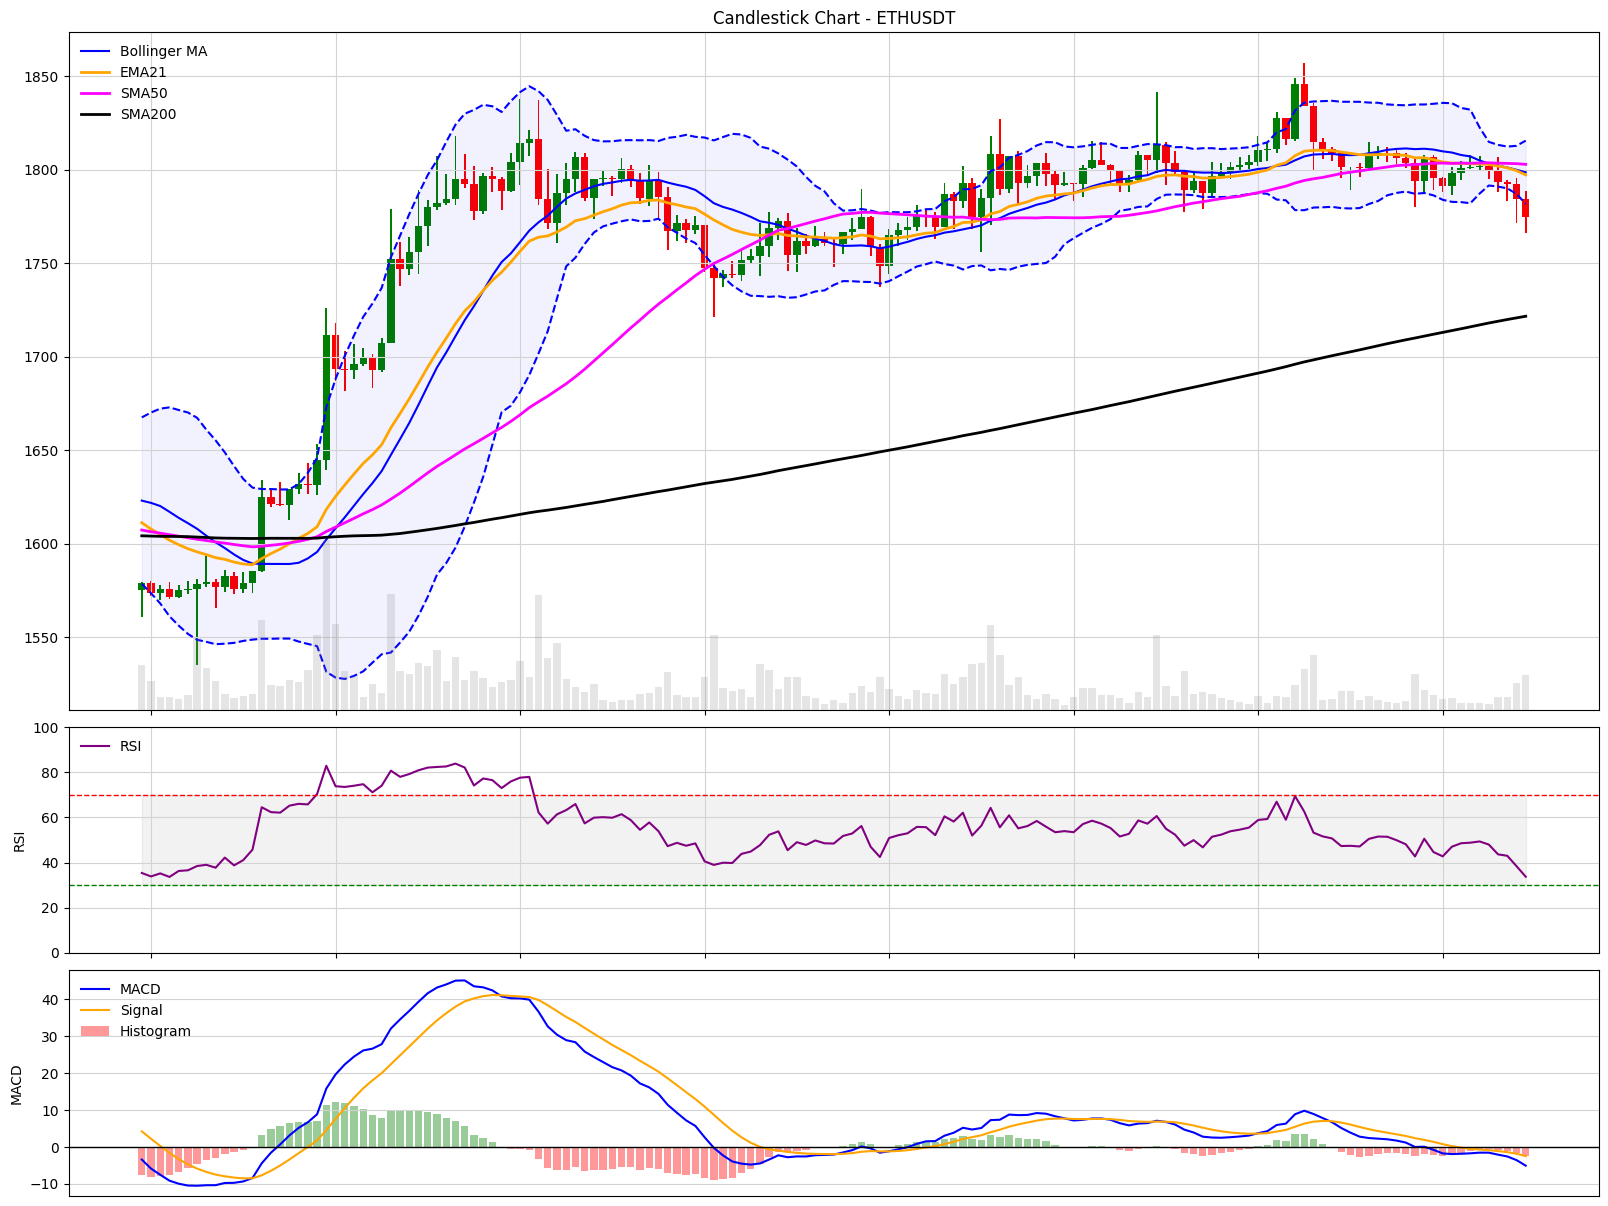 Candlestick Chart - ETHUSDT
Bollinger MA
EMA21
SMA50
SMA200
1850
1800
1750
1700
1650
1600
1550
RSI
100
80
60
40
20
0
RSI
MACD
Signal
Histogram
40
30
20
10
0
−10
MACD